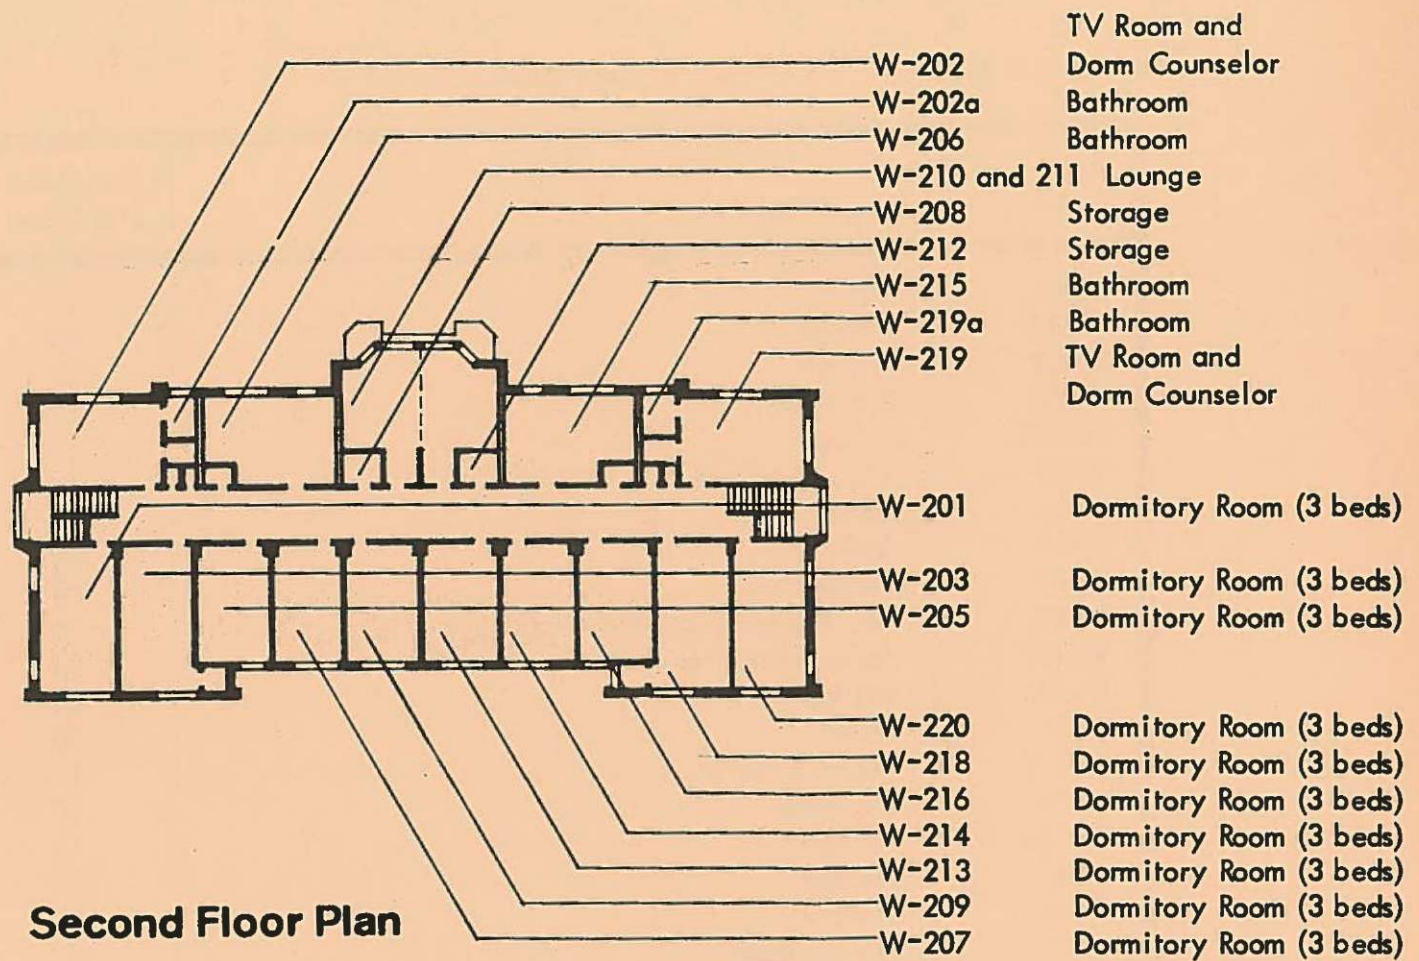 TV Room and
W-202 Dorm Counselor
W-202a Bathroom
W-206 Bathroom
W-210 and 211 Lounge
W-208 Storage
W-212 Storage
W-215 Bathroom
W-219a Bathroom
W-219 TV Room and
Dorm Counselor
W-201 Dormitory Room (3 beds)
W-203 Dormitory Room (3 beds)
W-205 Dormitory Room (3 beds)
W-220 Dormitory Room (3 beds)
W-218 Dormitory Room (3 beds)
W-216 Dormitory Room (3 beds)
W-214 Dormitory Room (3 beds)
W-213 Dormitory Room (3 beds)
W-209 Dormitory Room (3 beds)
W-207 Dormitory Room (3 beds)
Second Floor Plan